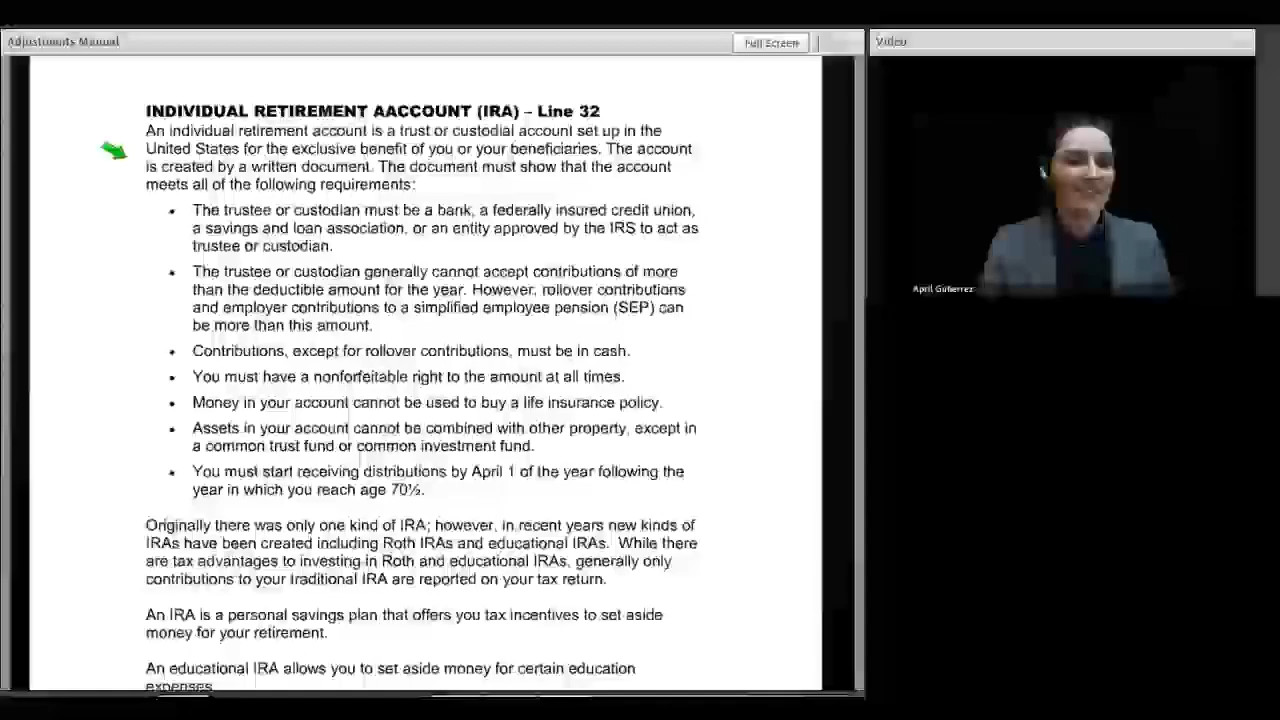 Adjustments Manual
Full Screen
Video
INDIVIDUAL RETIREMENT AACCOUNT (IRA) – Line 32
An individual retirement account is a trust or custodial account set up in the
United States for the exclusive benefit of you or your beneficiaries. The account
is created by a written document. The document must show that the account
meets all of the following requirements:
• The trustee or custodian must be a bank, a federally insured credit union,
a savings and loan association, or an entity approved by the IRS to act as
trustee or custodian.
• The trustee or custodian generally cannot accept contributions of more
than the deductible amount for the year. However, rollover contributions
and employer contributions to a simplified employee pension (SEP) can
be more than this amount.
• Contributions, except for rollover contributions, must be in cash.
• You must have a nonforfeitable right to the amount at all times.
• Money in your account cannot be used to buy a life insurance policy.
• Assets in your account cannot be combined with other property, except in
a common trust fund or common investment fund.
• You must start receiving distributions by April 1 of the year following the
year in which you reach age 70½.
Originally there was only one kind of IRA; however, in recent years new kinds of
IRAs have been created including Roth IRAs and educational IRAs.  While there
are tax advantages to investing in Roth and educational IRAs, generally only
contributions to your traditional IRA are reported on your tax return.
An IRA is a personal savings plan that offers you tax incentives to set aside
money for your retirement.
An educational IRA allows you to set aside money for certain education
expenses
April Gutierrez